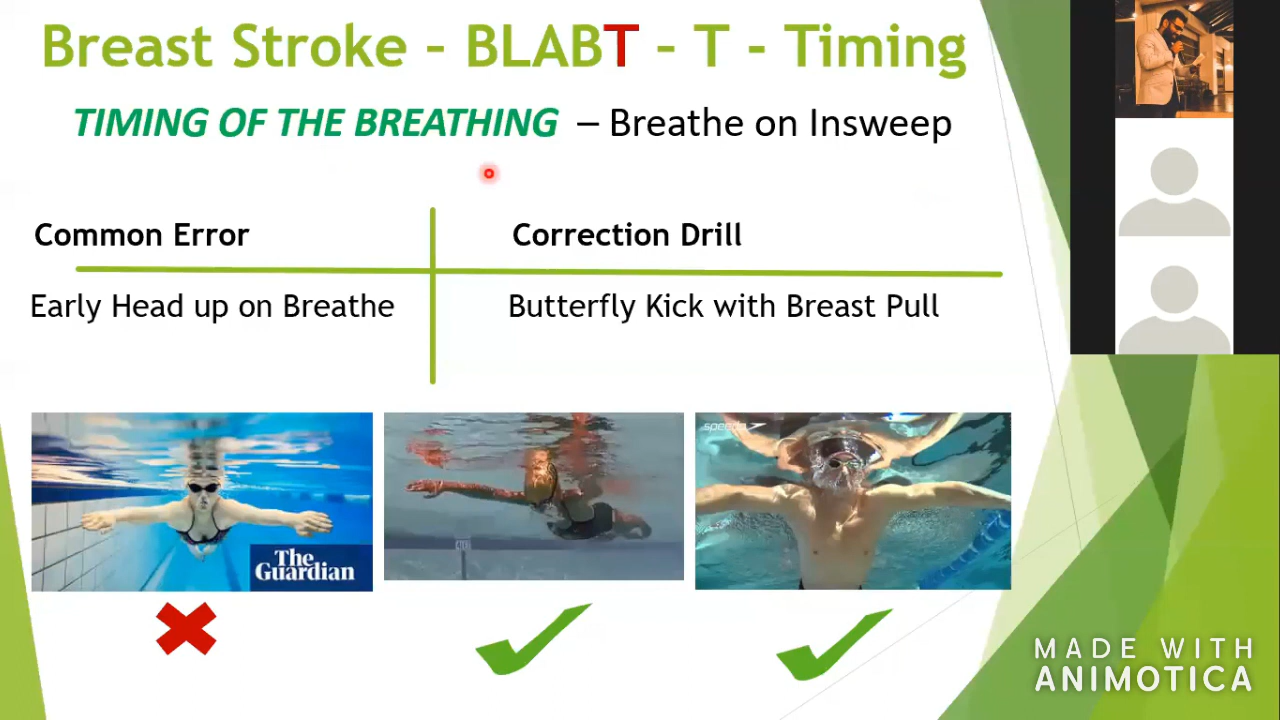 Breast Stroke - BLABT - T - Timing
TIMING OF THE BREATHING – Breathe on Insweep
Common Error
Correction Drill
Early Head up on Breathe
Butterfly Kick with Breast Pull
The
Guardian
speedo
MADE WITH
ANIMOTICA